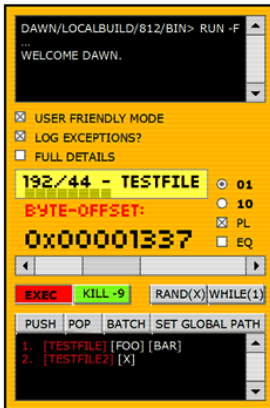 DAWN/LOCALBUILD/812/BIN> RUN -F
...
WELCOME DAWN.
USER FRIENDLY MODE
LOG EXCEPTIONS?
FULL DETAILS
192/44 - TESTFILE
01
BYTE-OFFSET:
10
0x00001337
PL
EQ
EXEC KILL -9 RAND(X) WHILE(1)
PUSH POP BATCH SET GLOBAL PATH
1. [TESTFILE] [FOO] [BAR]
2. [TESTFILE2] [X]